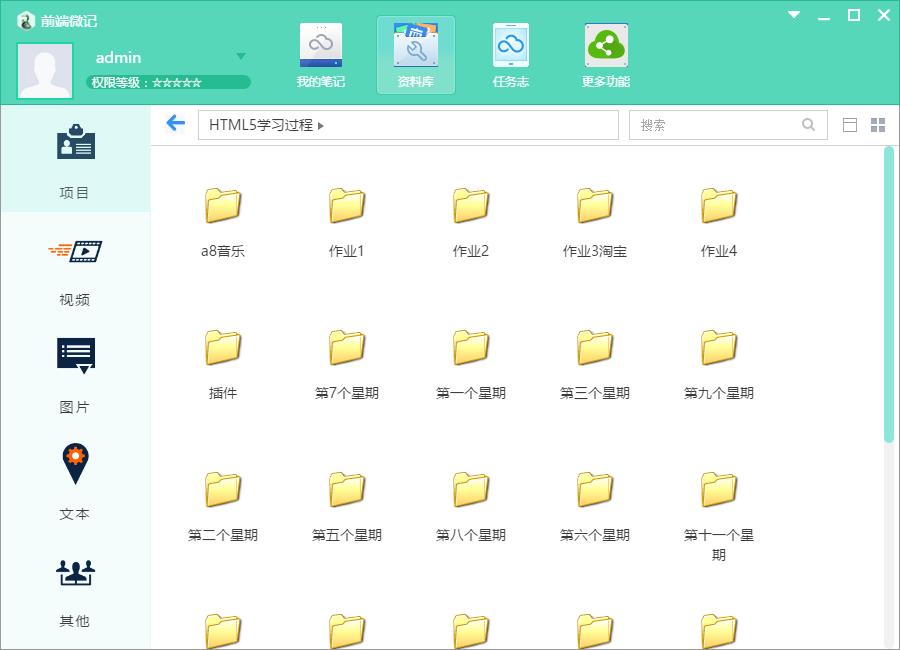 前端微记
admin
权限等级：☆☆☆☆☆
我的笔记
资料库
任务志
更多功能
HTML5学习过程
搜索
项目
视频
图片
文本
其他
a8音乐
作业1
作业2
作业3淘宝
作业4
插件
第7个星期
第一个星期
第三个星期
第九个星期
第二个星期
第五个星期
第八个星期
第六个星期
第十一个星
期